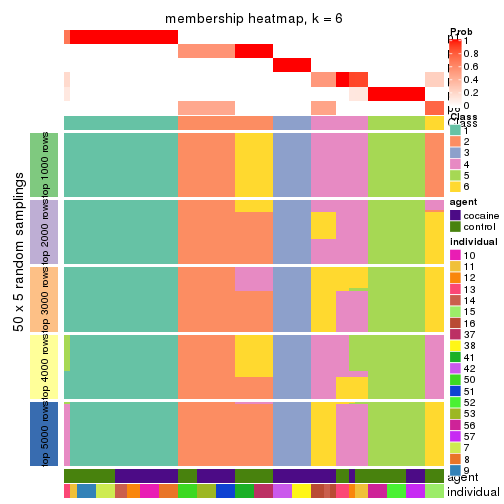 membership heatmap, k = 6
50 x 5 random samplings
top 1000 rows
top 2000 rows
top 3000 rows
top 4000 rows
top 5000 rows
p1
Class
agent
individual
Prob
1
0.8
0.6
0.4
0.2
0
Class
1
2
3
4
5
6
agent
cocaine
control
individual
10
11
12
13
14
15
16
37
38
41
42
50
51
52
53
56
57
7
8
9